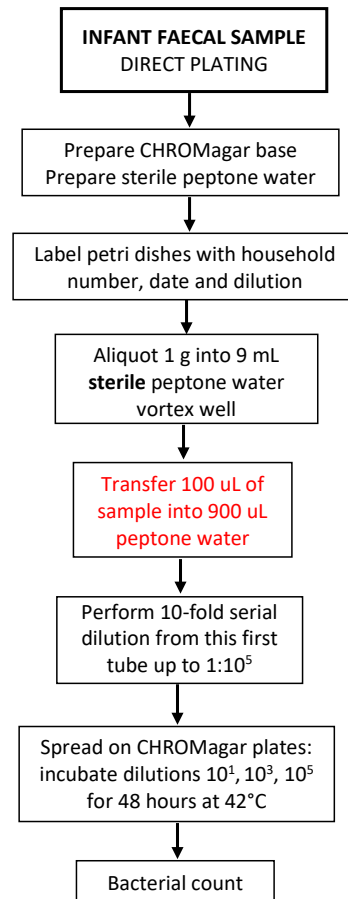 INFANT FAECAL SAMPLE
DIRECT PLATING
Prepare CHROMagar base
Prepare sterile peptone water
Label petri dishes with household
number, date and dilution
Aliquot 1 g into 9 mL
sterile peptone water
vortex well
Transfer 100 uL of
sample into 900 uL
peptone water
Perform 10-fold serial
dilution from this first
tube up to 1:10⁵
Spread on CHROMagar plates:
incubate dilutions 10¹, 10³, 10⁵
for 48 hours at 42°C
Bacterial count